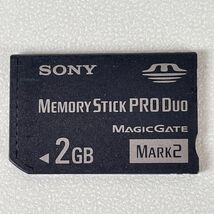 SONY
MEMORY STICK PRO DUO
MAGICGATE
◄ 2GB MARK2